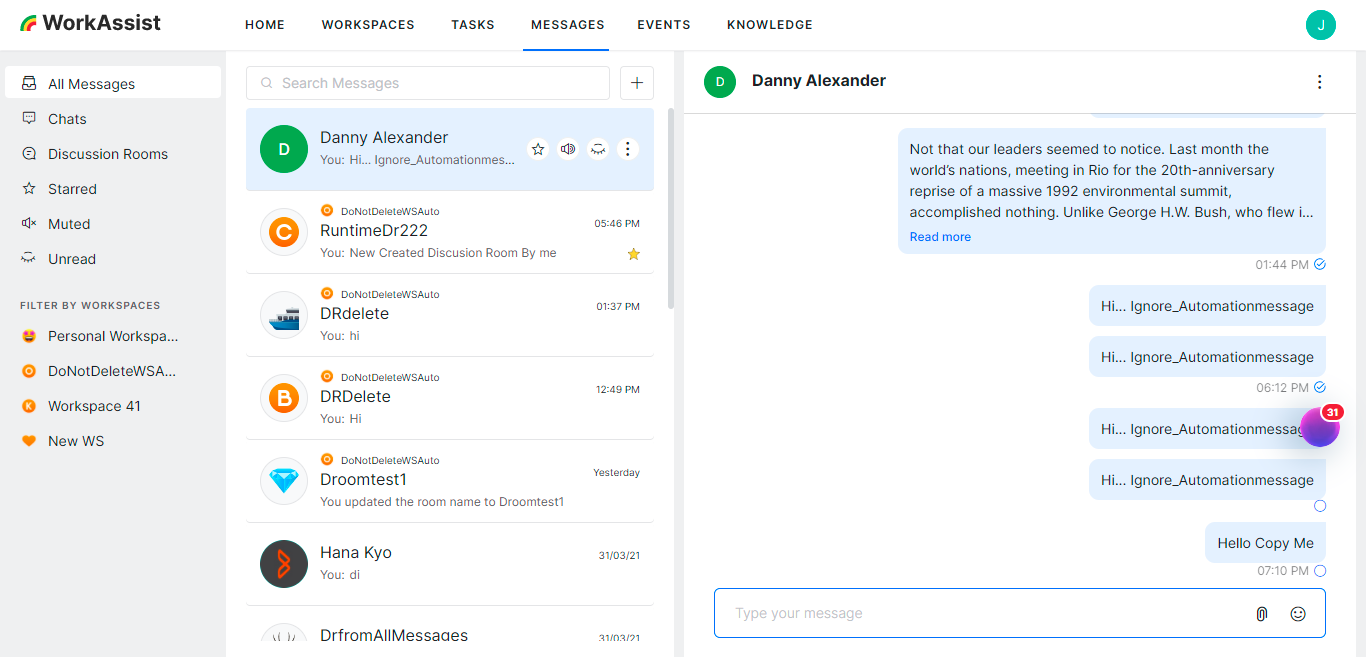 WorkAssist
HOME WORKSPACES TASKS MESSAGES EVENTS KNOWLEDGE
J
All Messages
Chats
Discussion Rooms
Starred
Muted
Unread
FILTER BY WORKSPACES
Personal Workspa...
DoNotDeleteWSA...
K Workspace 41
New WS
Search Messages
D
Danny Alexander
You: Hi... Ignore_Automationmes...
DoNotDeleteWSAuto
C
RuntimeDr222
05:46 PM
You: New Created Discusion Room By me
DoNotDeleteWSAuto
DRdelete
01:37 PM
You: hi
DoNotDeleteWSAuto
B
DRDelete
12:49 PM
You: Hi
DoNotDeleteWSAuto
Droomtest1
Yesterday
You updated the room name to Droomtest1
Hana Kyo
31/03/21
You: di
DrfromAllMessages
31/03/21
D
Danny Alexander
Not that our leaders seemed to notice. Last month the
world’s nations, meeting in Rio for the 20th-anniversary
reprise of a massive 1992 environmental summit,
accomplished nothing. Unlike George H.W. Bush, who flew i...
Read more
01:44 PM
Hi... Ignore_Automationmessage
Hi... Ignore_Automationmessage
06:12 PM
31
Hi... Ignore_Automationmessag
Hi... Ignore_Automationmessage
Hello Copy Me
07:10 PM
Type your message